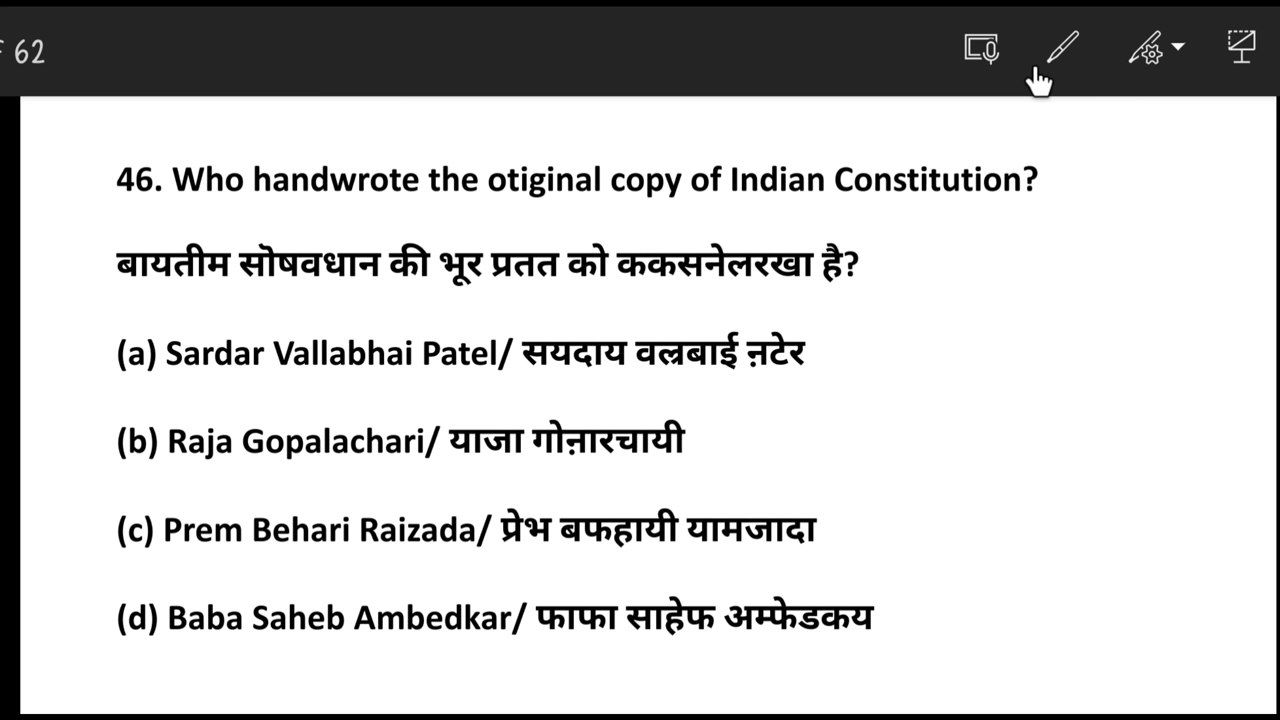 62
46. Who handwrote the otiginal copy of Indian Constitution?
बायतीम सॊषवधान की भूर प्रतत को ककसनेलरखा है?
(a) Sardar Vallabhai Patel/ सयदाय वल्रबाई ऩटेर
(b) Raja Gopalachari/ याजा गोऩारचायी
(c) Prem Behari Raizada/ प्रेभ बफहायी यामजादा
(d) Baba Saheb Ambedkar/ फाफा साहेफ अम्फेडकय